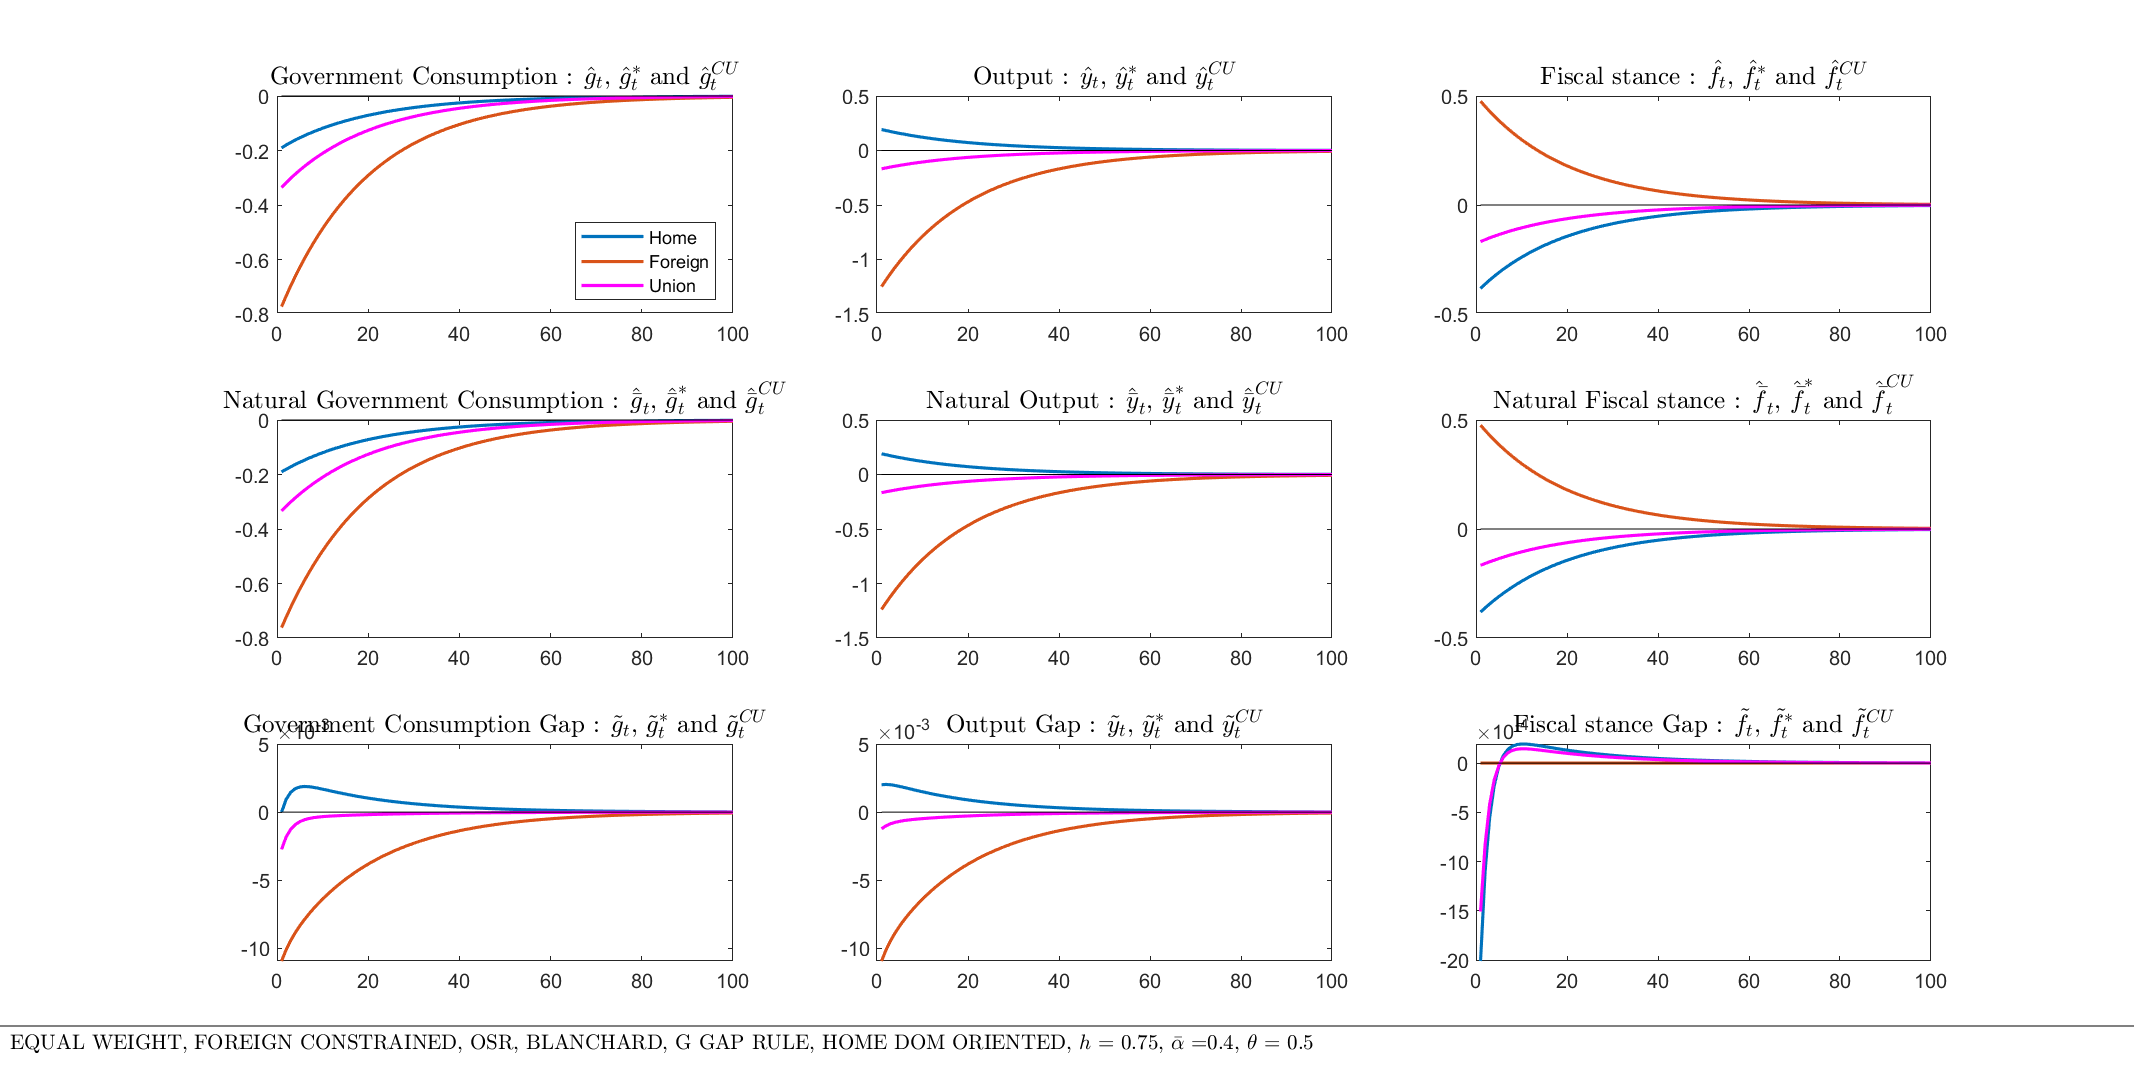 Government Consumption : ĝₜ, ĝₜ* and ĝₜᶜᵁ
0
-0.2
-0.4
-0.6
-0.8
0 20 40 60 80 100
Home
Foreign
Union
Output : ŷₜ, ŷₜ* and ŷₜᶜᵁ
0.5
0
-0.5
-1
-1.5
0 20 40 60 80 100
Fiscal stance : f̂ₜ, f̂ₜ* and f̂ₜᶜᵁ
0.5
0
-0.5
0 20 40 60 80 100
Natural Government Consumption : ḡ̂ₜ, ḡ̂ₜ* and ḡ̂ₜᶜᵁ
0
-0.2
-0.4
-0.6
-0.8
0 20 40 60 80 100
Natural Output : ȳ̂ₜ, ȳ̂ₜ* and ȳ̂ₜᶜᵁ
0.5
0
-0.5
-1
-1.5
0 20 40 60 80 100
Natural Fiscal stance : f̄̂ₜ, f̄̂ₜ* and f̄̂ₜᶜᵁ
0.5
0
-0.5
0 20 40 60 80 100
Government Consumption Gap : g̃ₜ, g̃ₜ* and g̃ₜᶜᵁ
×10⁻³
5
0
-5
-10
0 20 40 60 80 100
Output Gap : ỹₜ, ỹₜ* and ỹₜᶜᵁ
×10⁻³
5
0
-5
-10
0 20 40 60 80 100
Fiscal stance Gap : f̃ₜ, f̃ₜ* and f̃ₜᶜᵁ
×10⁻⁴
0
-5
-10
-15
-20
0 20 40 60 80 100
EQUAL WEIGHT, FOREIGN CONSTRAINED, OSR, BLANCHARD, G GAP RULE, HOME DOM ORIENTED, h = 0.75, ᾱ =0.4, θ = 0.5